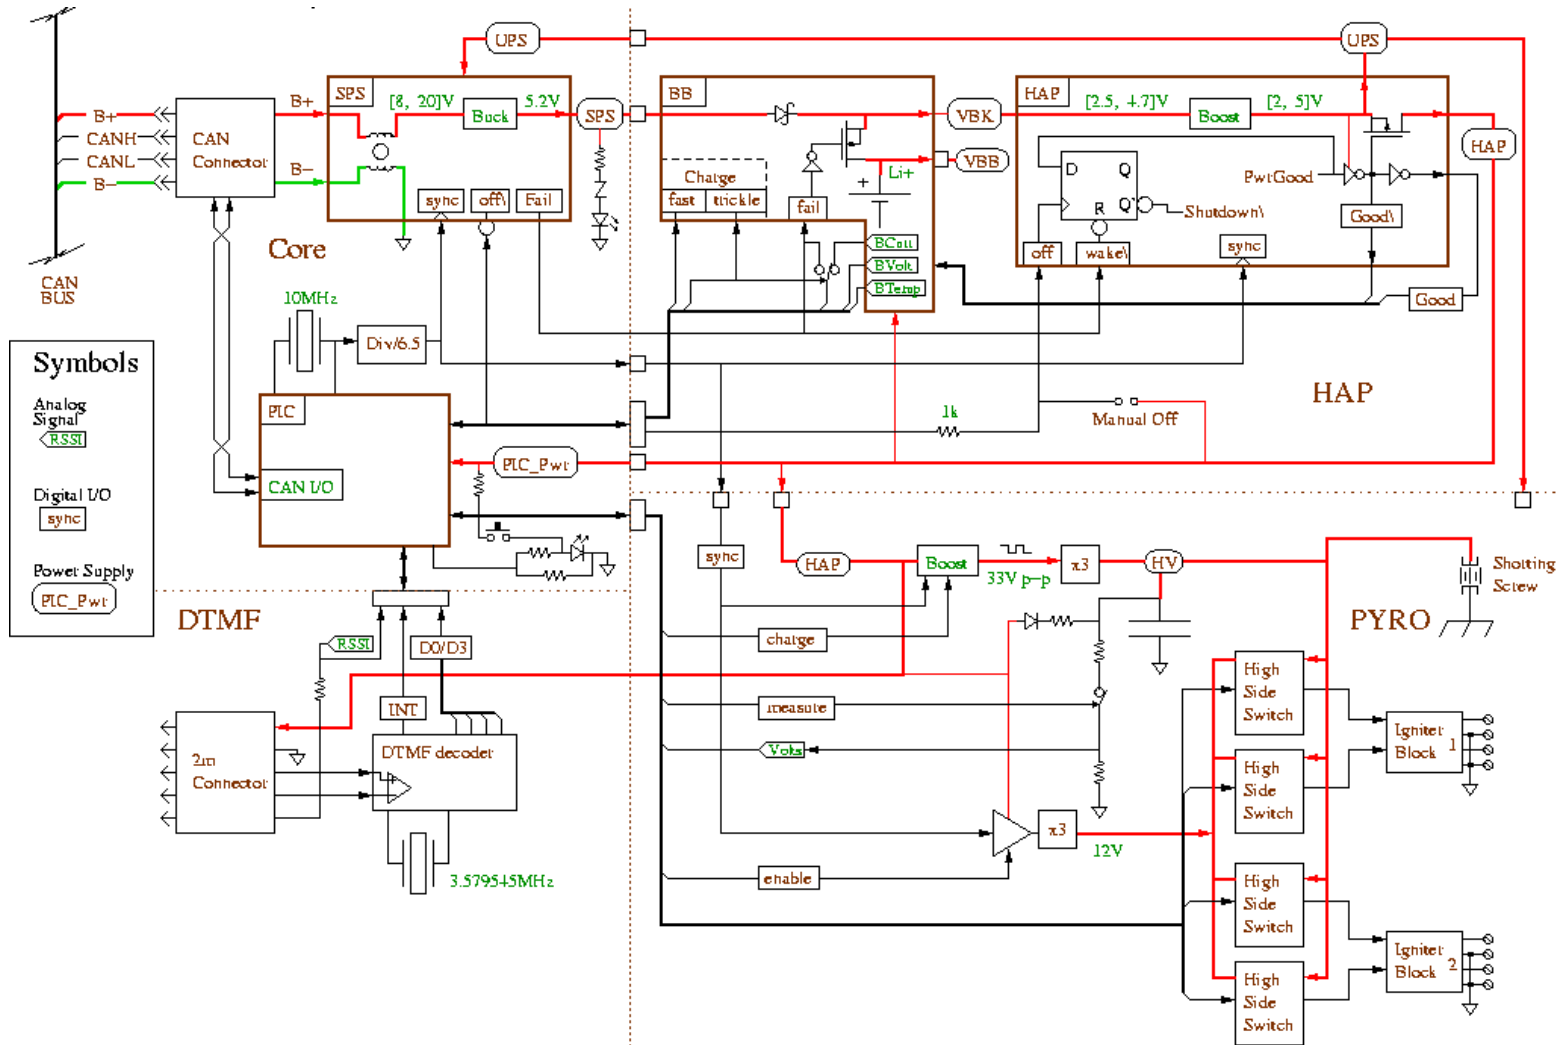 UPS
UPS
SPS
[8, 20]V
Buck
5.2V
SPS
BB
VBK
HAP
[2.5, 4.7]V
Boost
[2, 5]V
HAP
B+
CANH
CANL
B-
CAN
Connector
B+
B-
sync
off\
Fail
Charge
fast
trickle
fail
Li+
VBB
BCurr
BVolt
BTemp
D
Q
Q'
R
Shutdown\
PwrGood
Good\
off
wake\
sync
Good
Core
CAN
BUS
10MHz
Div/6.5
Symbols
Analog
Signal
RSSI
Digital I/O
sync
Power Supply
PIC_Pwr
PIC
CAN I/O
PIC_Pwr
1k
Manual Off
HAP
DTMF
RSSI
D0/D3
INT
DTMF decoder
2m
Connector
3.579545MHz
sync
HAP
Boost
33V p-p
x3
HV
Shorting
Screw
PYRO
charge
measure
Volts
enable
x3
12V
High
Side
Switch
High
Side
Switch
High
Side
Switch
High
Side
Switch
Igniter
Block 1
Igniter
Block 2